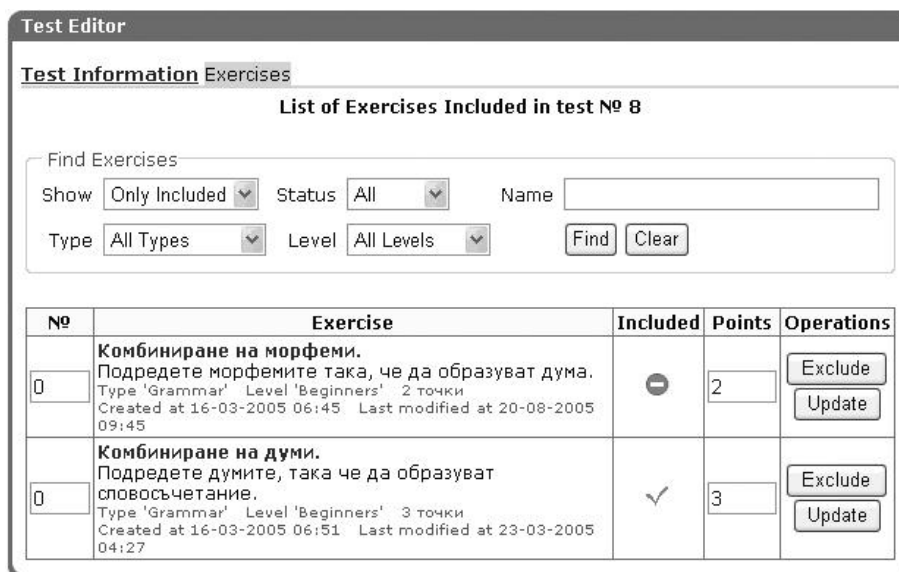 Test Editor
Test Information Exercises
List of Exercises Included in test № 8
Find Exercises
Show Only Included Status All Name
Type All Types Level All Levels Find Clear
№ Exercise Included Points Operations
Комбиниране на морфеми.
Подредете морфемите така, че да образуват дума.
Type 'Grammar' Level 'Beginners' 2 точки
Created at 16-03-2005 06:45 Last modified at 20-08-2005
09:45
0 2 Exclude
Update
Комбиниране на думи.
Подредете думите, така че да образуват
словосъчетание.
Type 'Grammar' Level 'Beginners' 3 точки
Created at 16-03-2005 06:51 Last modified at 23-03-2005
04:27
0 3 Exclude
Update